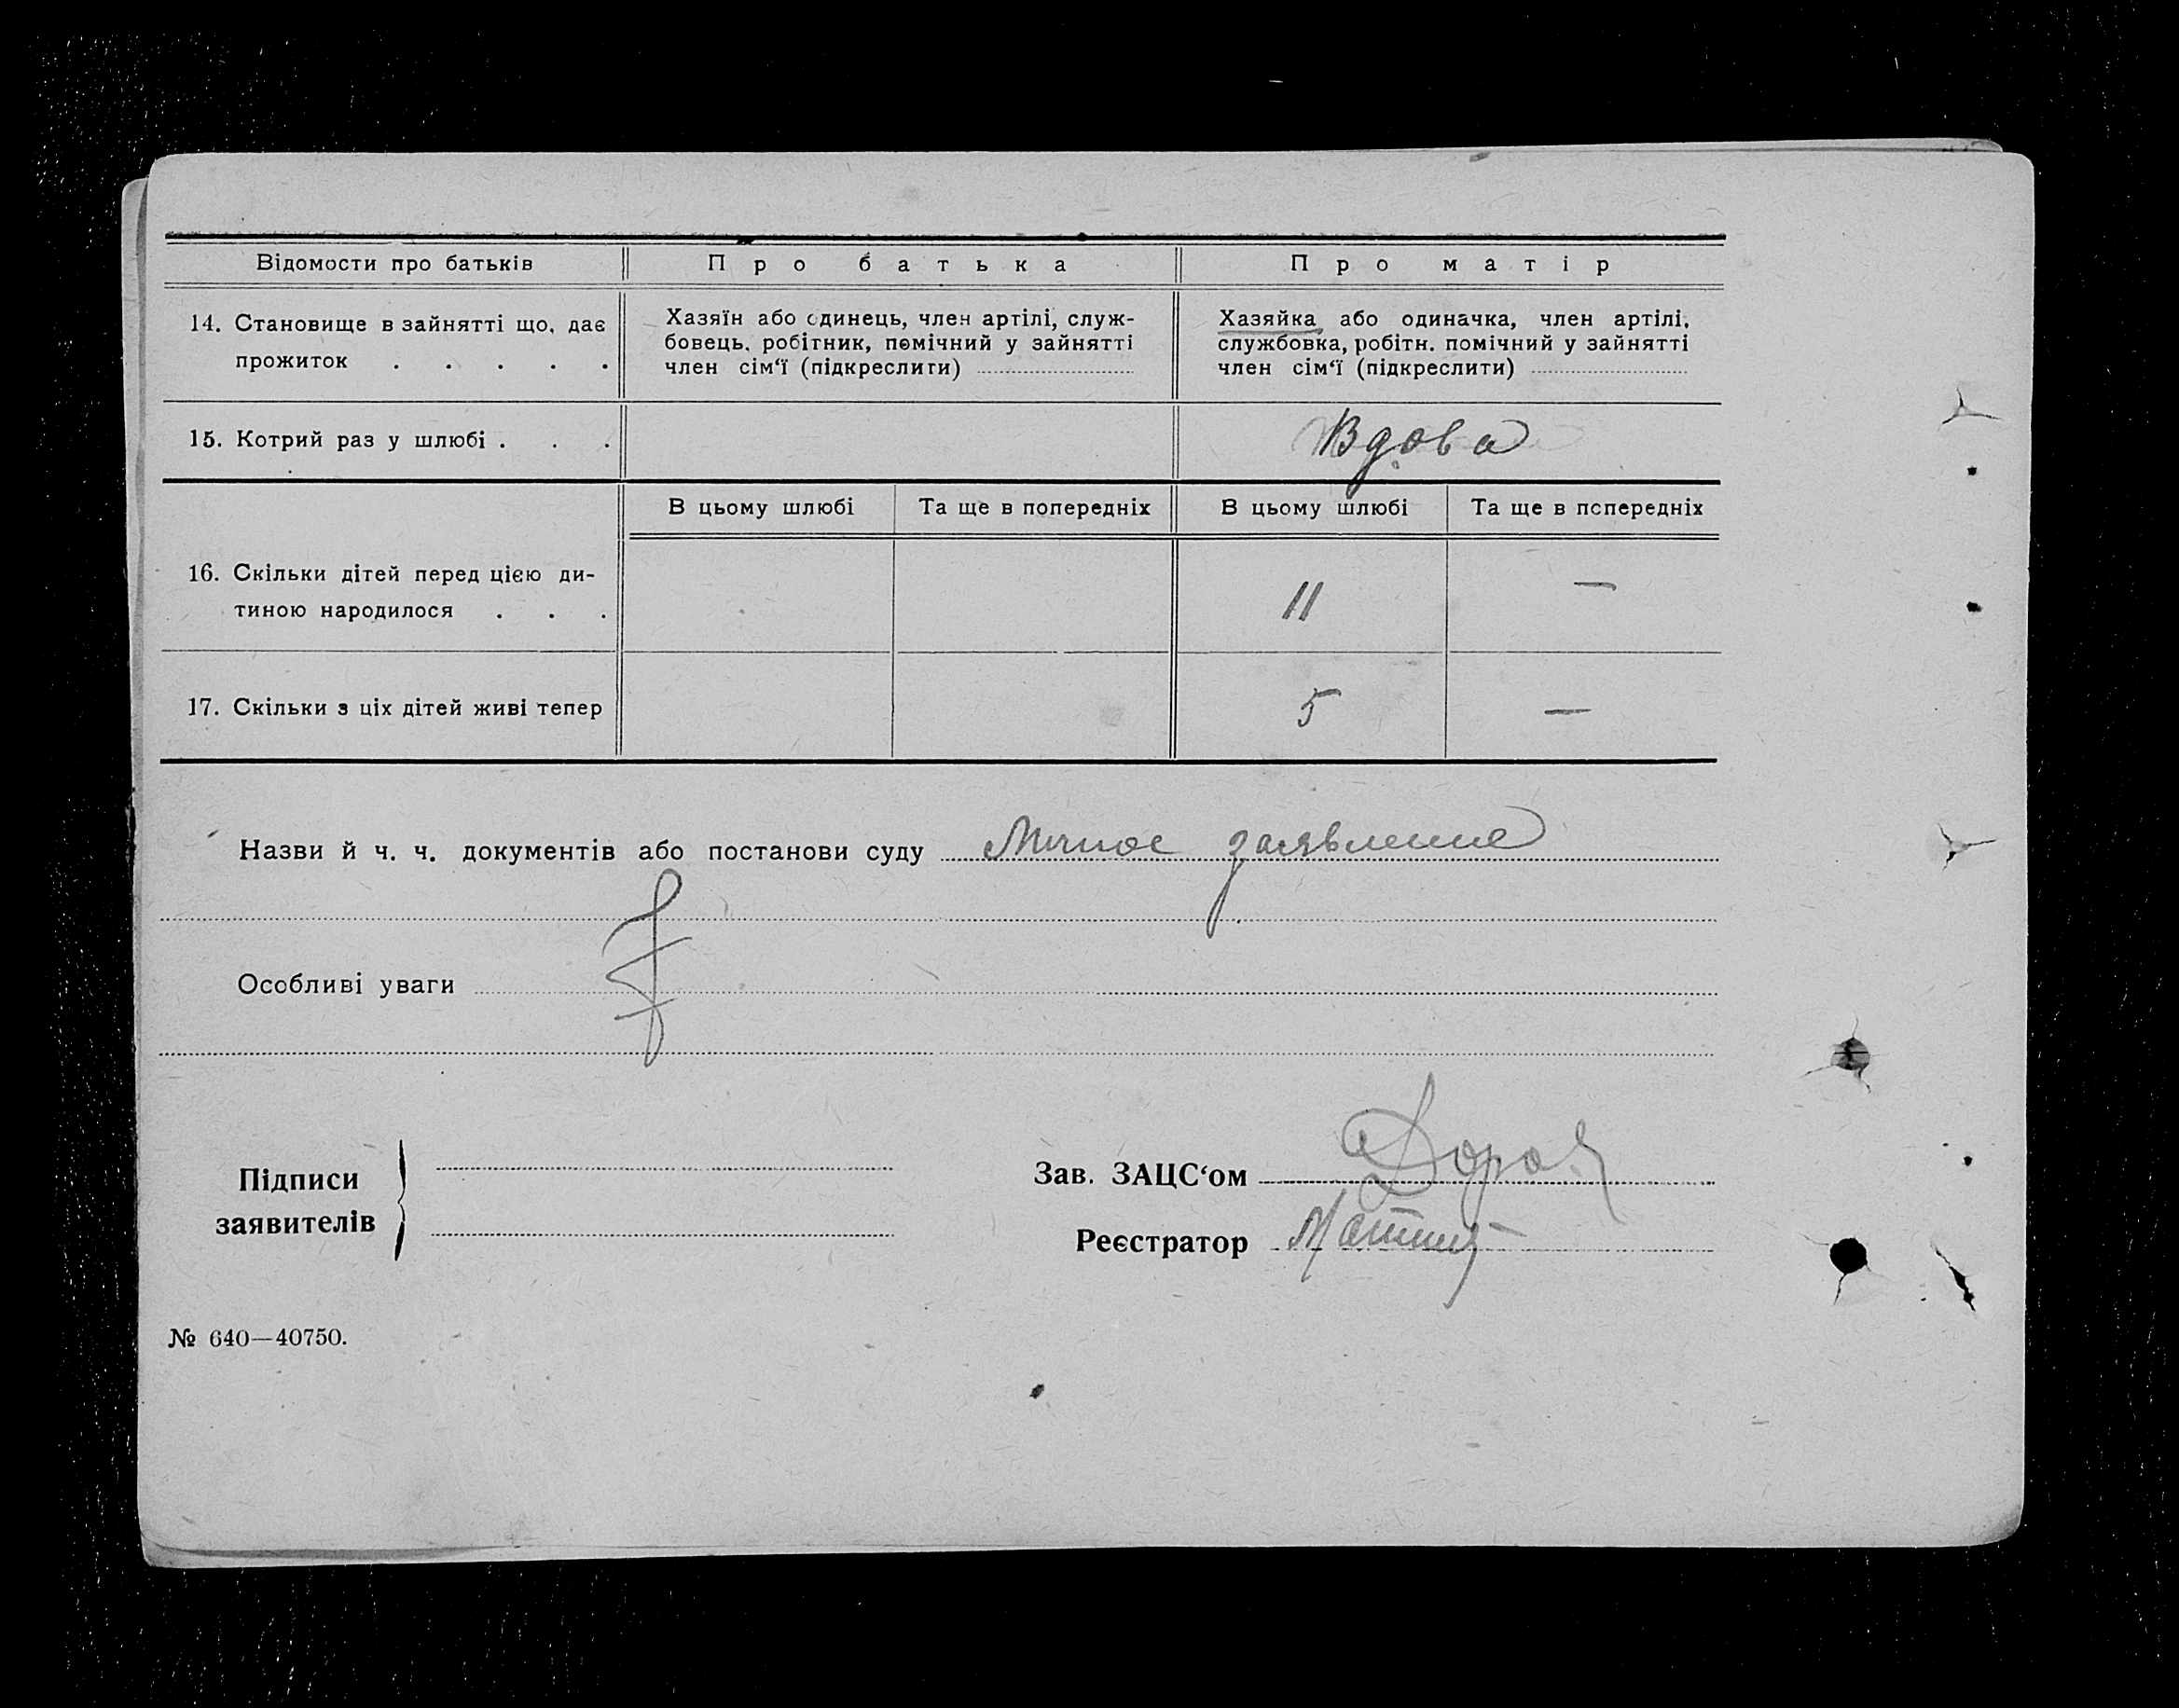 Відомости про батьків Про батька Про матір
14. Становище в зайнятті що, дає
прожиток . . . . .
Хазяїн або одинець, член артілі, служ-
бовець, робітник, помічний у зайнятті
член сім‘ї (підкреслити)
Хазяйка або одиначка, член артілі,
службовка, робітн. помічний у зайнятті
член сім‘ї (підкреслити)
15. Котрий раз у шлюбі . . . Вдова
В цьому шлюбі Та ще в попередніх В цьому шлюбі Та ще в попередніх
16. Скільки дітей перед цією ди-
тиною народилося . . . 11 —
17. Скільки з ціх дітей живі тепер 5 —
Назви й ч. ч. документів або постанови суду Личное заявление
Особливі уваги
Підписи
заявителів
Зав. ЗАЦС‘ом
Реєстратор
№ 640—40750.